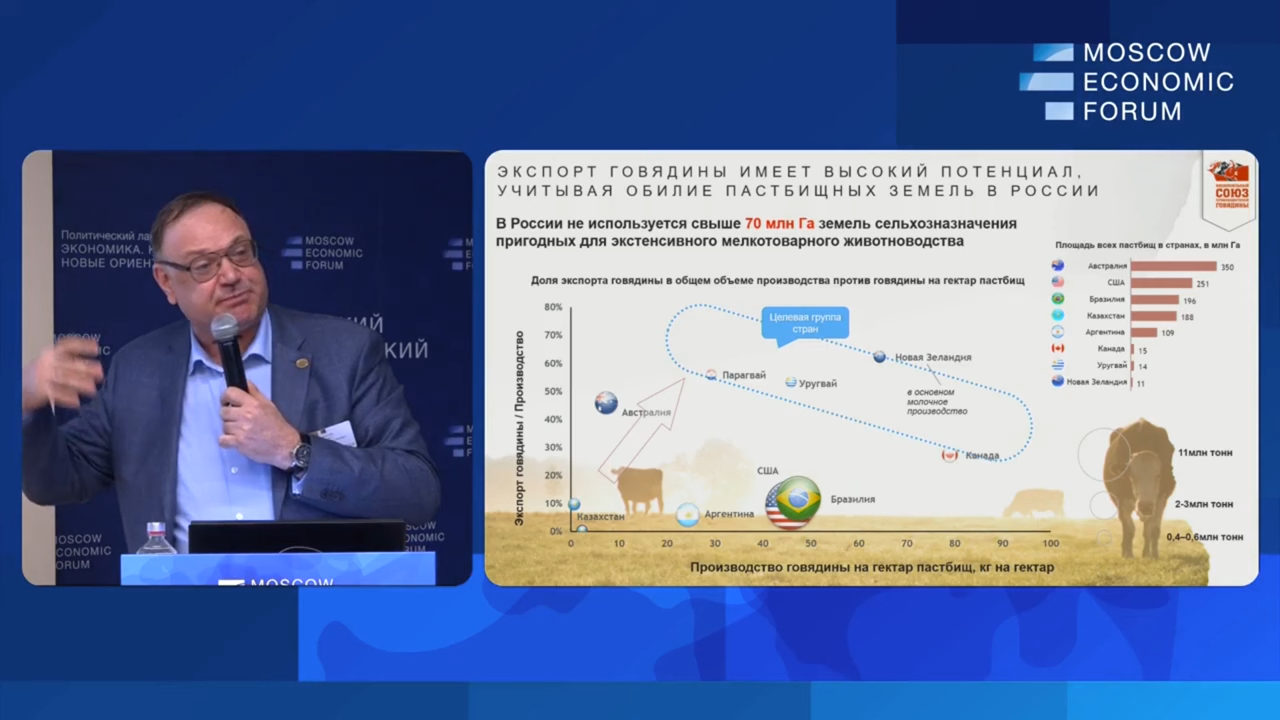 MOSCOW
ECONOMIC
FORUM
Политический
ЭКОНОМИКА.
НОВЫЕ
MOSCOW
ECONOMIC
FORUM
MOSCOW
ЭКСПОРТ ГОВЯДИНЫ ИМЕЕТ ВЫСОКИЙ ПОТЕНЦИАЛ,
УЧИТЫВАЯ ОБИЛИЕ ПАСТБИЩНЫХ ЗЕМЕЛЬ В РОССИИ
СОЮЗ
ГОВЯДИНЫ
В России не используется свыше 70 млн Га земель сельхозназначения
пригодных для экстенсивного мелкотоварного животноводства
Площадь всех пастбищ в странах, в млн Га
Австралия 350
США 251
Бразилия 196
Казахстан 188
Аргентина 109
Канада 15
Уругвай 14
Новая Зеландия 11
Доля экспорта говядины в общем объеме производства против говядины на гектар пастбищ
Экспорт говядины / Производство
80%
70%
60%
50%
40%
30%
20%
10%
0%
Целевая группа
стран
Новая Зеландия
в основном
молочное
производство
Парагвай
Уругвай
Австралия
Канада
США
Бразилия
Аргентина
Казахстан
0 10 20 30 40 50 60 70 80 90 100
Производство говядины на гектар пастбищ, кг на гектар
11млн тонн
2-3млн тонн
0,4–0,6млн тонн